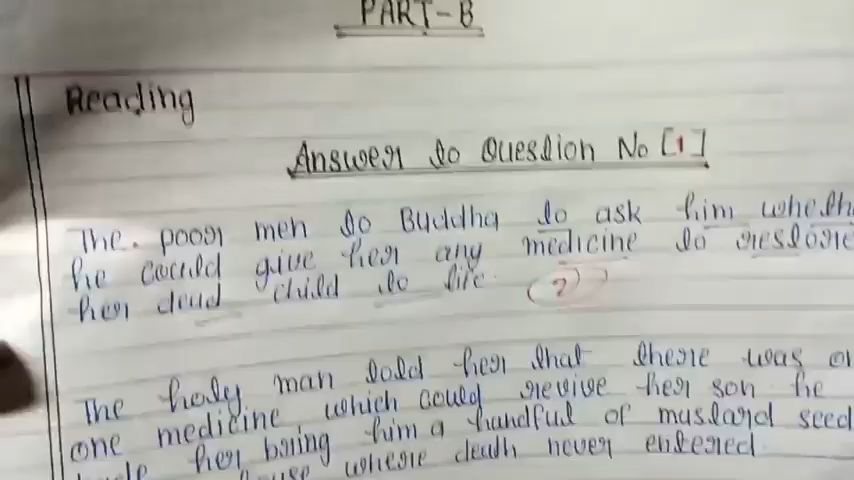 PART-B
Reading
Answer to Question No [1]
The. poor men to Buddha to ask him wheth
he could give her any medicine to restore
her dead child to life.
(2)
The holy man told her that there was on
one medicine which could revive her son he
her bring him a handful of mustard seed
where death never entered